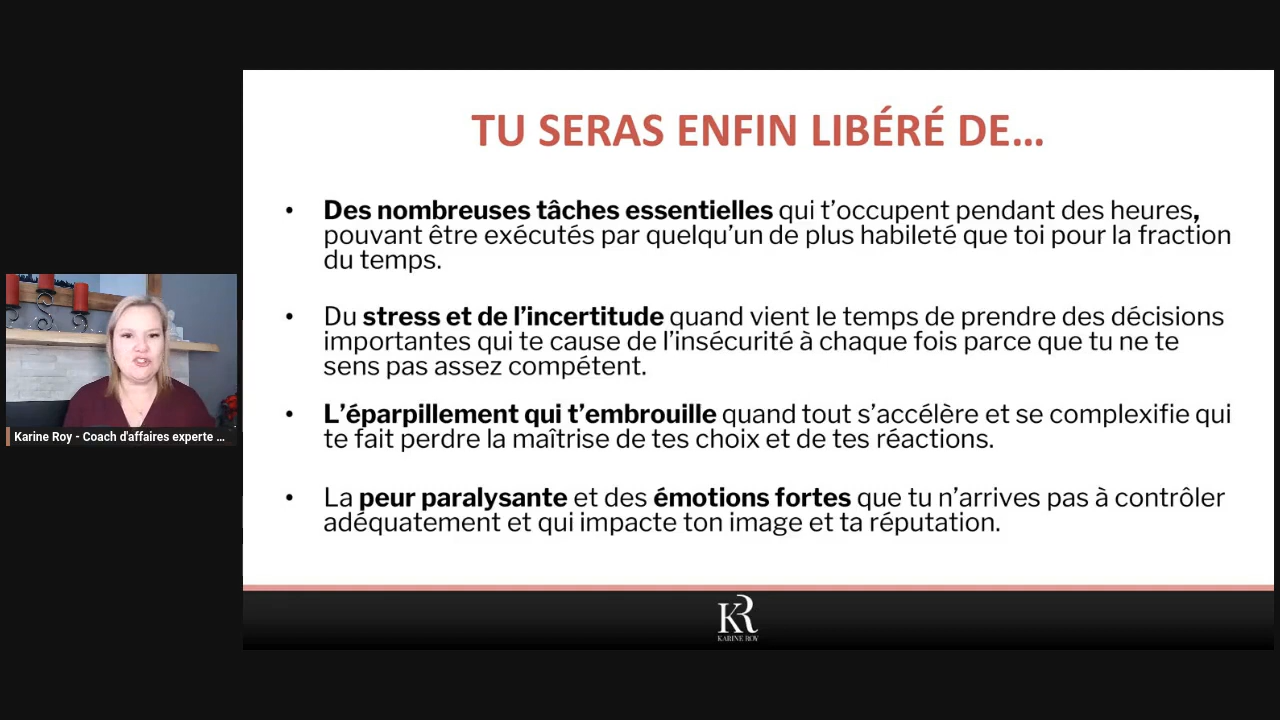 TU SERAS ENFIN LIBÉRÉ DE...
• Des nombreuses tâches essentielles qui t'occupent pendant des heures,
pouvant être exécutés par quelqu'un de plus habileté que toi pour la fraction
du temps.
• Du stress et de l'incertitude quand vient le temps de prendre des décisions
importantes qui te cause de l'insécurité à chaque fois parce que tu ne te
sens pas assez compétent.
• L'éparpillement qui t'embrouille quand tout s'accélère et se complexifie qui
te fait perdre la maîtrise de tes choix et de tes réactions.
• La peur paralysante et des émotions fortes que tu n'arrives pas à contrôler
adéquatement et qui impacte ton image et ta réputation.
Karine Roy - Coach d'affaires experte ...
KR
KARINE ROY